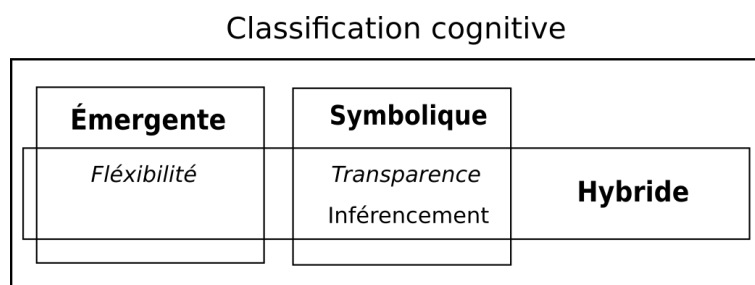 Classification cognitive
Émergente
Symbolique
Fléxibilité
Transparence
Inférencement
Hybride